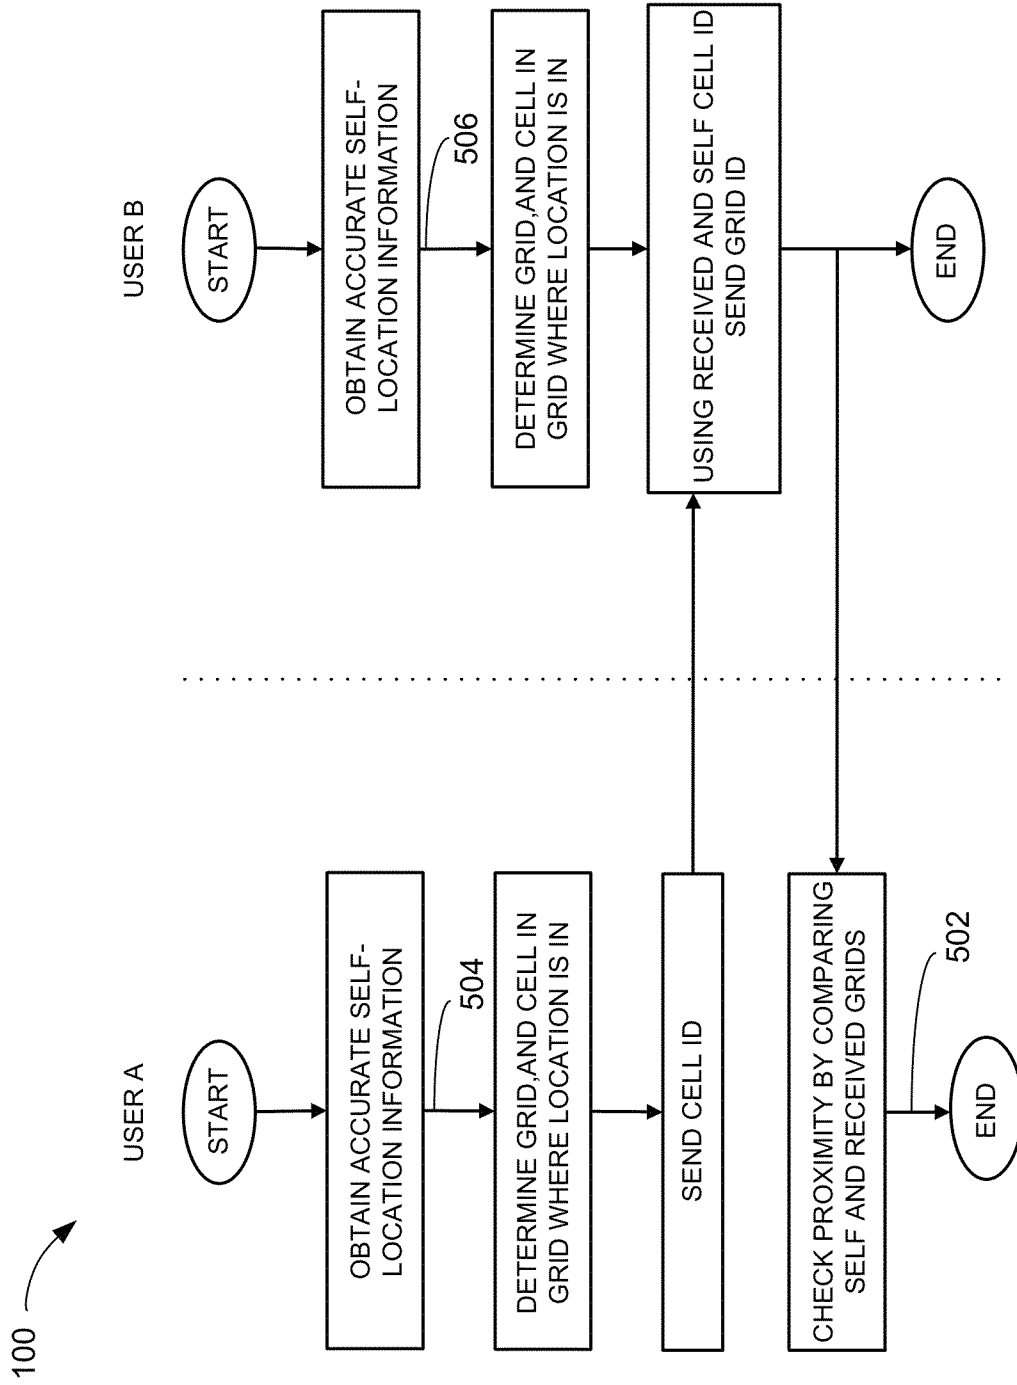 100
USER A
START
OBTAIN ACCURATE SELF-
LOCATION INFORMATION
504
DETERMINE GRID,AND CELL IN
GRID WHERE LOCATION IS IN
SEND CELL ID
CHECK PROXIMITY BY COMPARING
SELF AND RECEIVED GRIDS
502
END
USER B
START
OBTAIN ACCURATE SELF-
LOCATION INFORMATION
506
DETERMINE GRID,AND CELL IN
GRID WHERE LOCATION IS IN
USING RECEIVED AND SELF CELL ID
SEND GRID ID
END